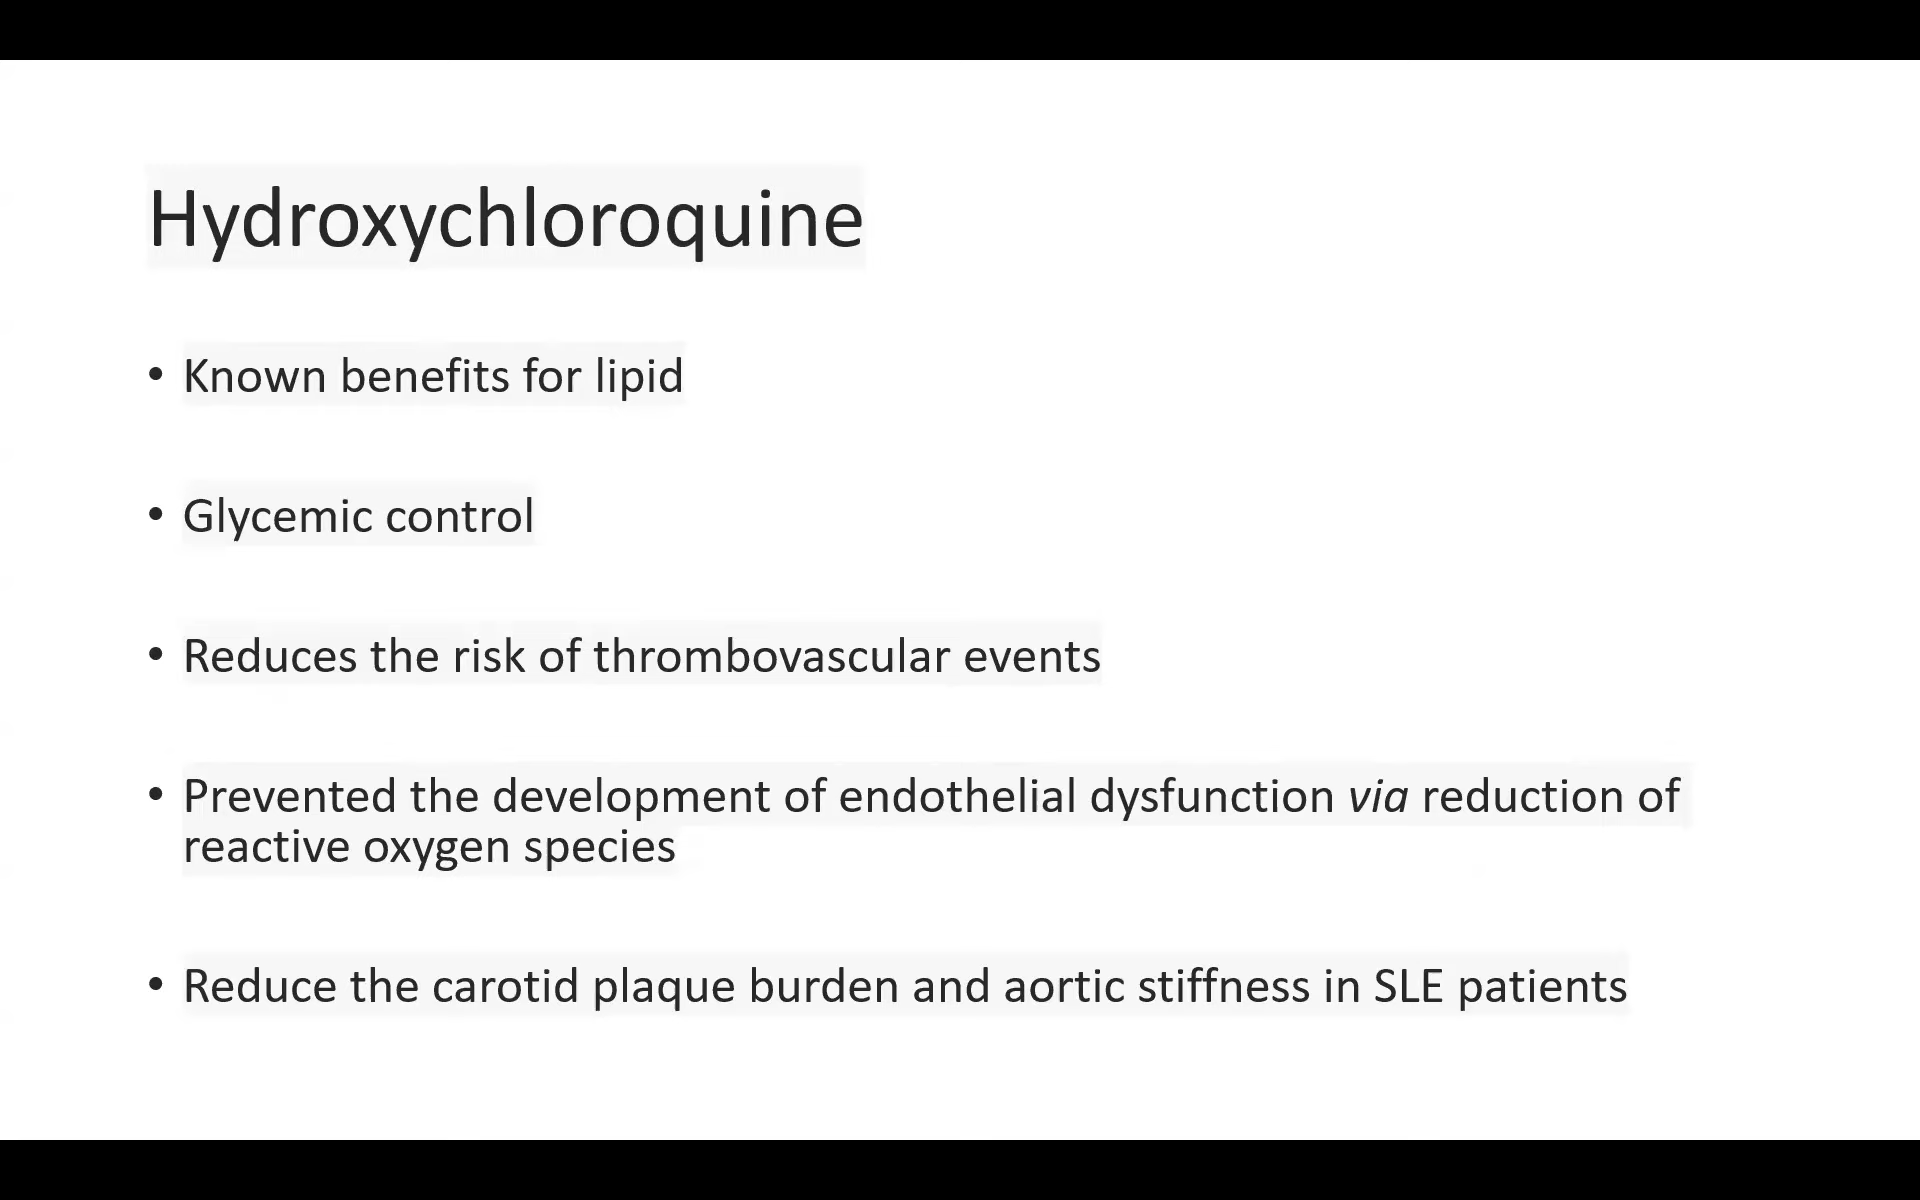 Hydroxychloroquine
• Known benefits for lipid
• Glycemic control
• Reduces the risk of thrombovascular events
• Prevented the development of endothelial dysfunction via reduction of
reactive oxygen species
• Reduce the carotid plaque burden and aortic stiffness in SLE patients